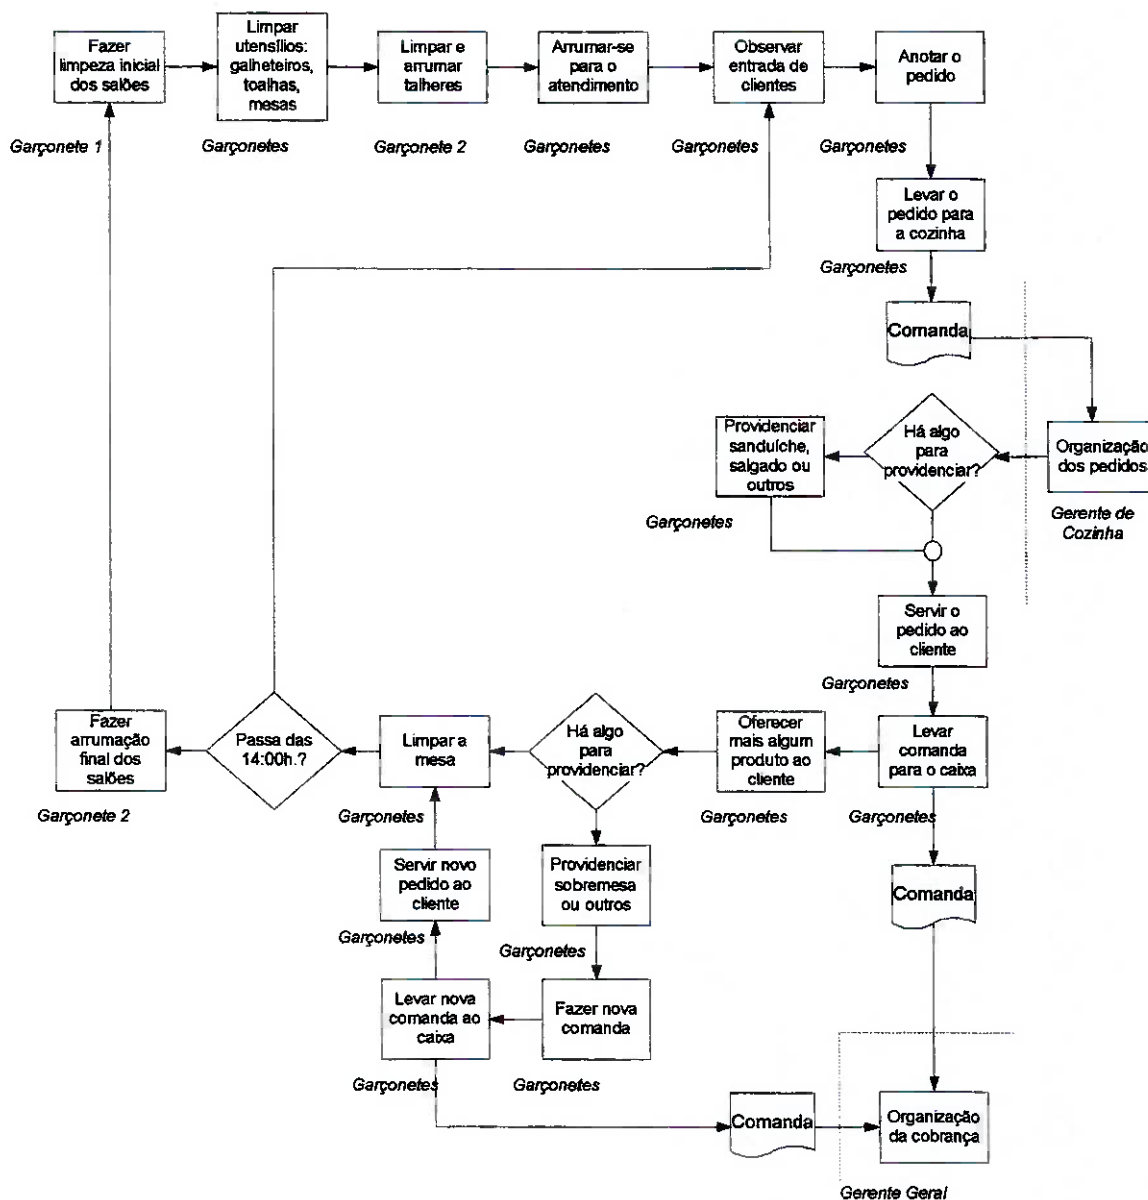 Fazer
limpeza inicial
dos salões
Limpar
utensílios:
galheteiros,
toalhas,
mesas
Limpar e
arrumar
talheres
Arrumar-se
para o
atendimento
Observar
entrada de
clientes
Anotar o
pedido
Garçonete 1
Garçonetes
Garçonete 2
Garçonetes
Garçonetes
Garçonetes
Levar o
pedido para
a cozinha
Garçonetes
Comanda
Providenciar
sanduíche,
salgado ou
outros
Há algo
para
providenciar?
Organização
dos pedidos
Garçonetes
Gerente de
Cozinha
Servir o
pedido ao
cliente
Garçonetes
Fazer
arrumação
final dos
salões
Passa das
14:00h.?
Limpar a
mesa
Há algo
para
providenciar?
Oferecer
mais algum
produto ao
cliente
Levar
comanda
para o caixa
Garçonete 2
Garçonetes
Garçonetes
Garçonetes
Servir novo
pedido ao
cliente
Providenciar
sobremesa
ou outros
Comanda
Garçonetes
Garçonetes
Levar nova
comanda ao
caixa
Fazer nova
comanda
Garçonetes
Garçonetes
Comanda
Organização
da cobrança
Gerente Geral